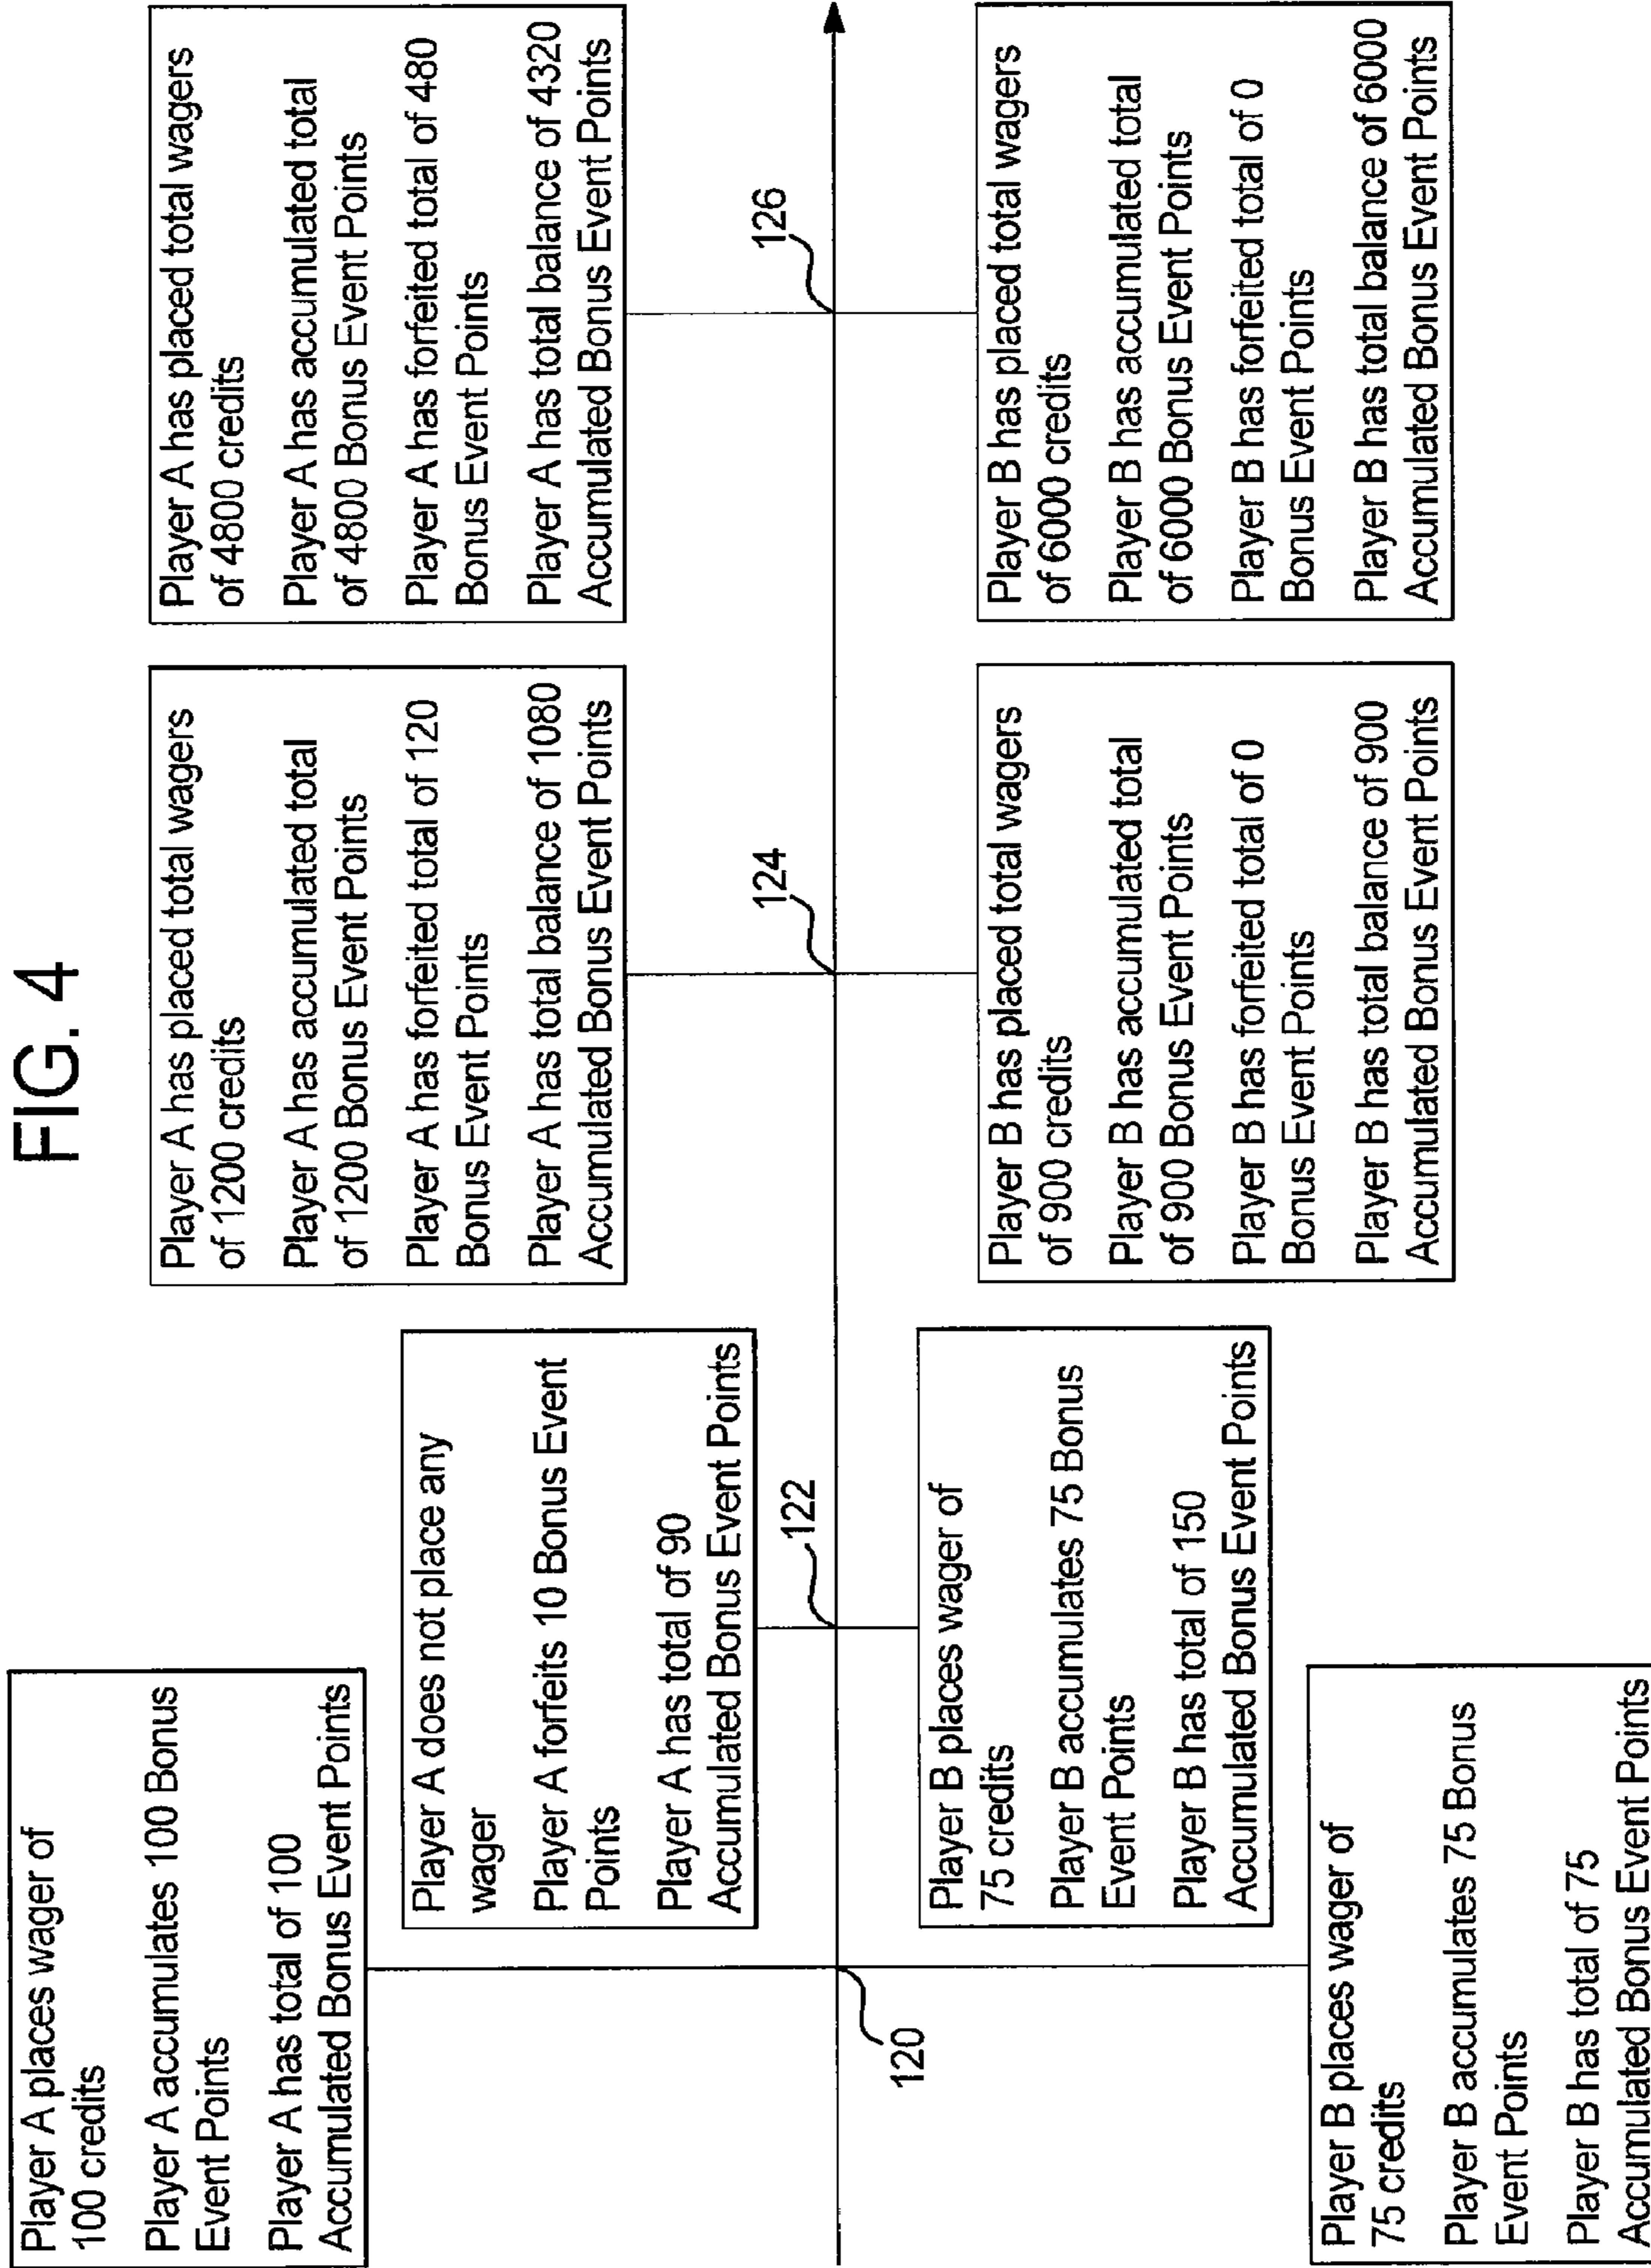 FIG. 4
Player A places wager of
100 credits
Player A accumulates 100 Bonus
Event Points
Player A has total of 100
Accumulated Bonus Event Points
Player A does not place any
wager
Player A forfeits 10 Bonus Event
Points
Player A has total of 90
Accumulated Bonus Event Points
Player A has placed total wagers
of 1200 credits
Player A has accumulated total
of 1200 Bonus Event Points
Player A has forfeited total of 120
Bonus Event Points
Player A has total balance of 1080
Accumulated Bonus Event Points
Player A has placed total wagers
of 4800 credits
Player A has accumulated total
of 4800 Bonus Event Points
Player A has forfeited total of 480
Bonus Event Points
Player A has total balance of 4320
Accumulated Bonus Event Points
120
122
124
126
Player B places wager of
75 credits
Player B accumulates 75 Bonus
Event Points
Player B has total of 75
Accumulated Bonus Event Points
Player B places wager of
75 credits
Player B accumulates 75 Bonus
Event Points
Player B has total of 150
Accumulated Bonus Event Points
Player B has placed total wagers
of 900 credits
Player B has accumulated total
of 900 Bonus Event Points
Player B has forfeited total of 0
Bonus Event Points
Player B has total balance of 900
Accumulated Bonus Event Points
Player B has placed total wagers
of 6000 credits
Player B has accumulated total
of 6000 Bonus Event Points
Player B has forfeited total of 0
Bonus Event Points
Player B has total balance of 6000
Accumulated Bonus Event Points